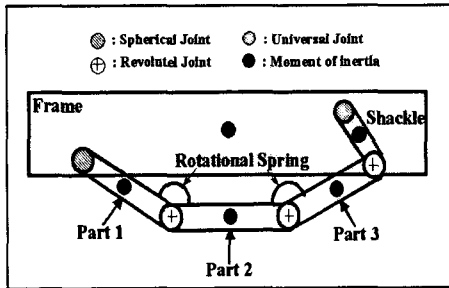 : Spherical Joint : Universal Joint
: Revolutel Joint : Moment of inertia
Frame
Shackle
Rotational Spring
Part 1
Part 3
Part 2